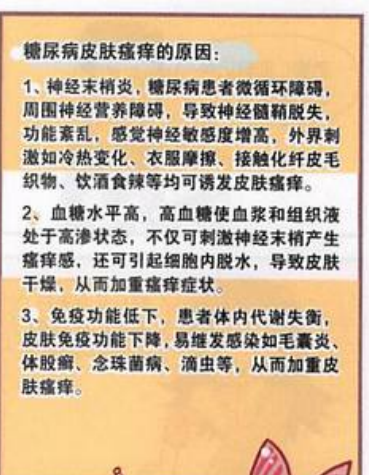 糖尿病皮肤瘙痒的原因：
1、神经末梢炎，糖尿病患者微循环障碍，
周围神经营养障碍，导致神经髓鞘脱失，
功能紊乱，感觉神经敏感度增高，外界刺
激如冷热变化、衣服摩擦、接触化纤皮毛
织物、饮酒食辣等均可诱发皮肤瘙痒。
2、血糖水平高，高血糖使血浆和组织液
处于高渗状态，不仅可刺激神经末梢产生
瘙痒感，还可引起细胞内脱水，导致皮肤
干燥，从而加重瘙痒症状。
3、免疫功能低下，患者体内代谢失衡，
皮肤免疫功能下降，易继发感染如毛囊炎、
体股癣、念珠菌病、滴虫等，从而加重皮
肤瘙痒。